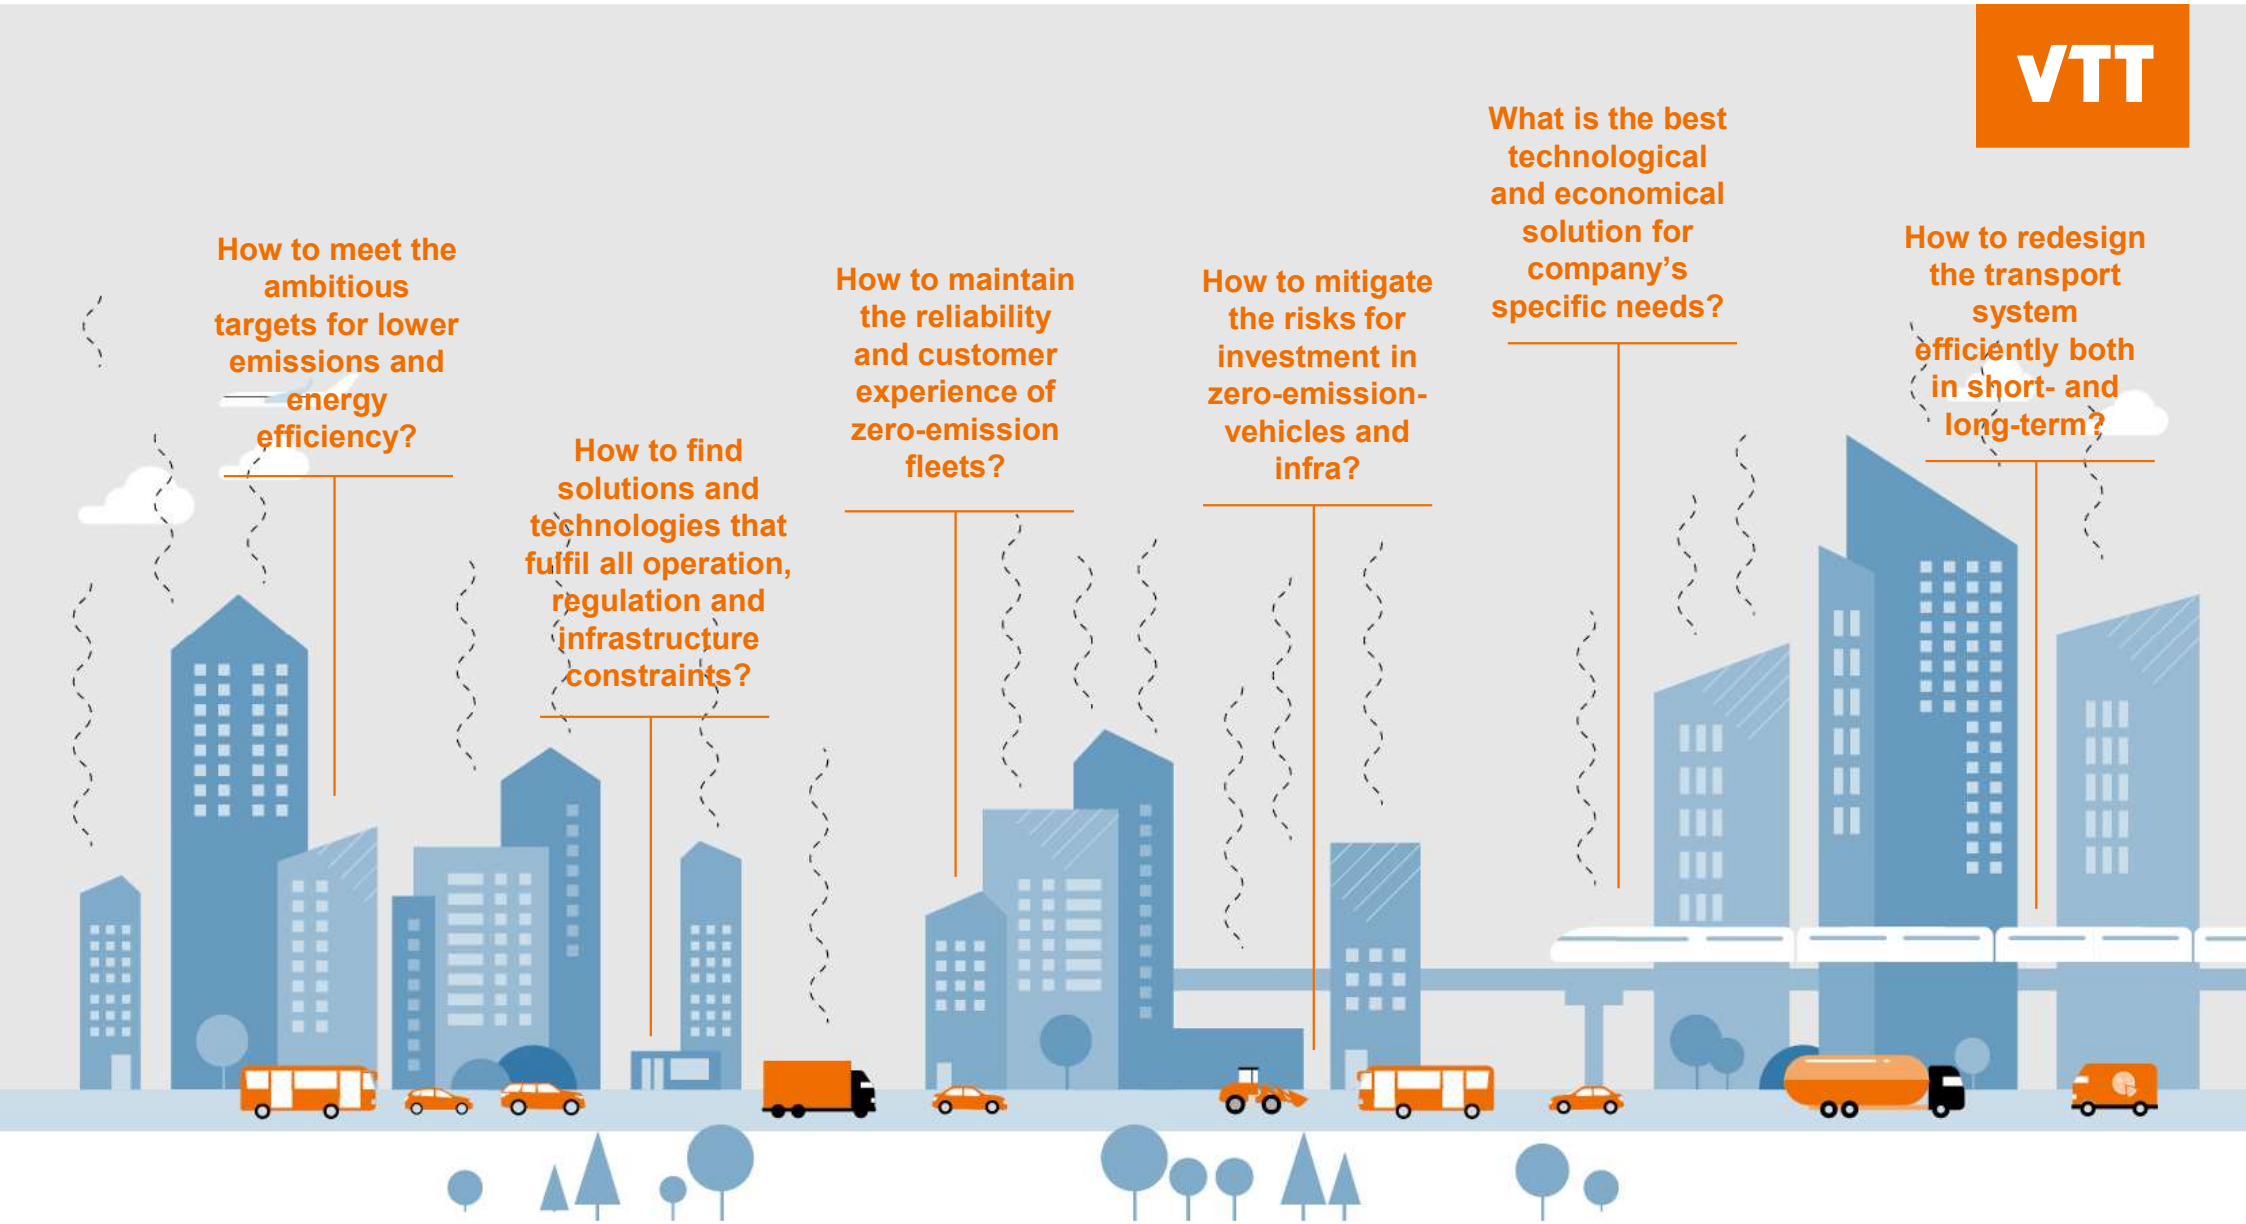 VTT
How to meet the
ambitious
targets for lower
emissions and
energy
efficiency?
How to find
solutions and
technologies that
fulfil all operation,
regulation and
infrastructure
constraints?
How to maintain
the reliability
and customer
experience of
zero-emission
fleets?
How to mitigate
the risks for
investment in
zero-emission-
vehicles and
infra?
What is the best
technological
and economical
solution for
company’s
specific needs?
How to redesign
the transport
system
efficiently both
in short- and
long-term?